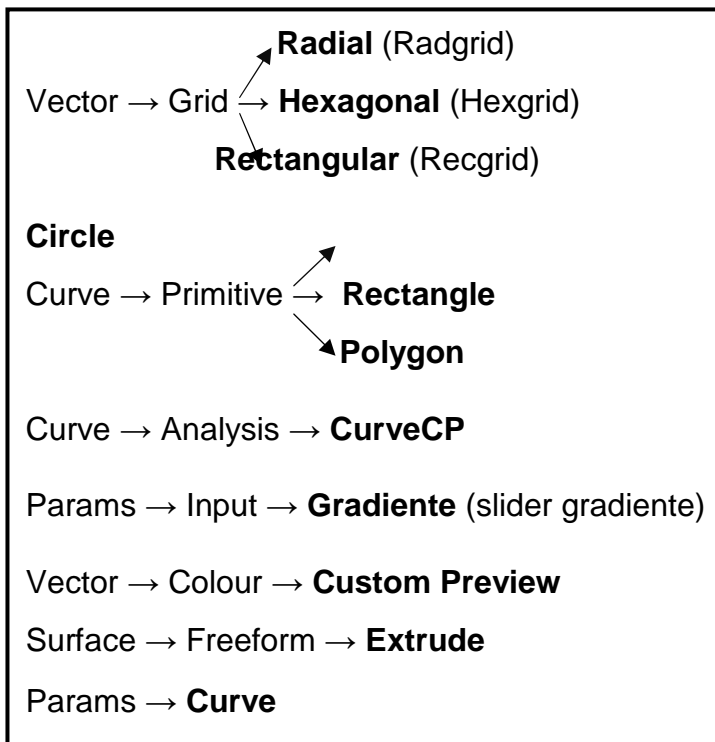 Radial (Radgrid)
Vector → Grid → Hexagonal (Hexgrid)
Rectangular (Recgrid)
Circle
Curve → Primitive → Rectangle
Polygon
Curve → Analysis → CurveCP
Params → Input → Gradiente (slider gradiente)
Vector → Colour → Custom Preview
Surface → Freeform → Extrude
Params → Curve